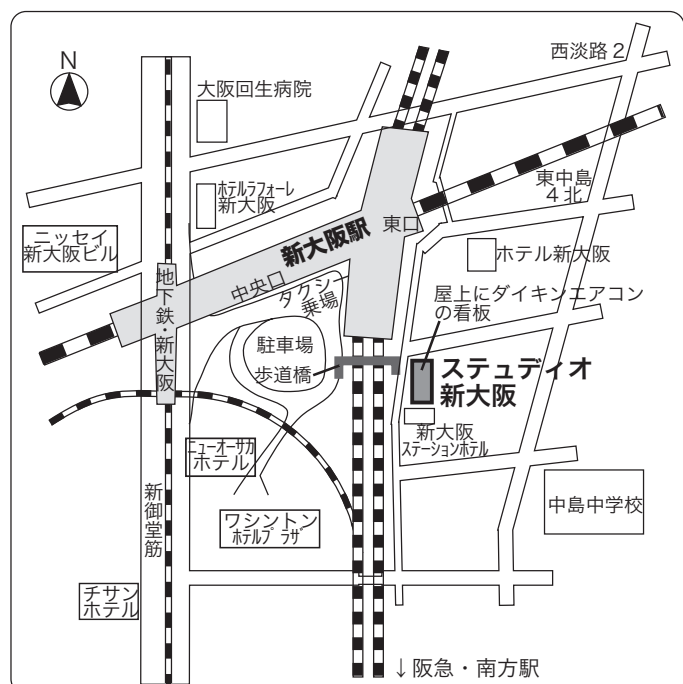 西淡路2
N
大阪回生病院
東中島
4北
ホテルラフォーレ
新大阪
東口
ニッセイ
新大阪ビル
新大阪駅
ホテル新大阪
中央口
タクシー
乗場
地下鉄・新大阪
屋上にダイキンエアコン
の看板
駐車場
歩道橋
ステュディオ
新大阪
新大阪
ステーションホテル
ニューオーサカ
ホテル
新御堂筋
中島中学校
ワシントン
ホテルプラザ
チサン
ホテル
↓阪急・南方駅